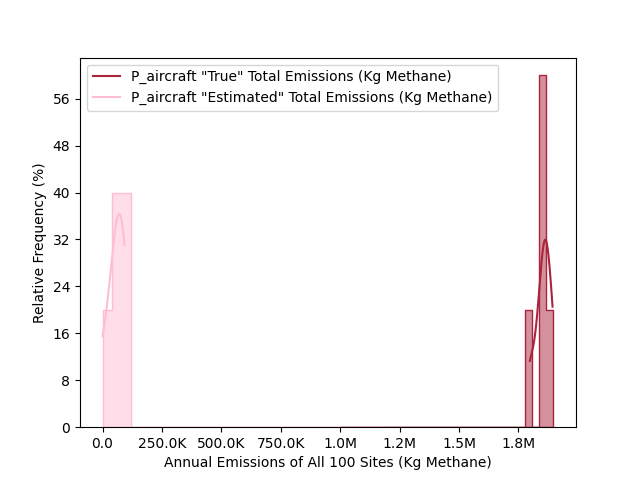 P_aircraft "True" Total Emissions (Kg Methane)
P_aircraft "Estimated" Total Emissions (Kg Methane)
56
48
40
32
24
16
8
0
Relative Frequency (%)
0.0 250.0K 500.0K 750.0K 1.0M 1.2M 1.5M 1.8M
Annual Emissions of All 100 Sites (Kg Methane)